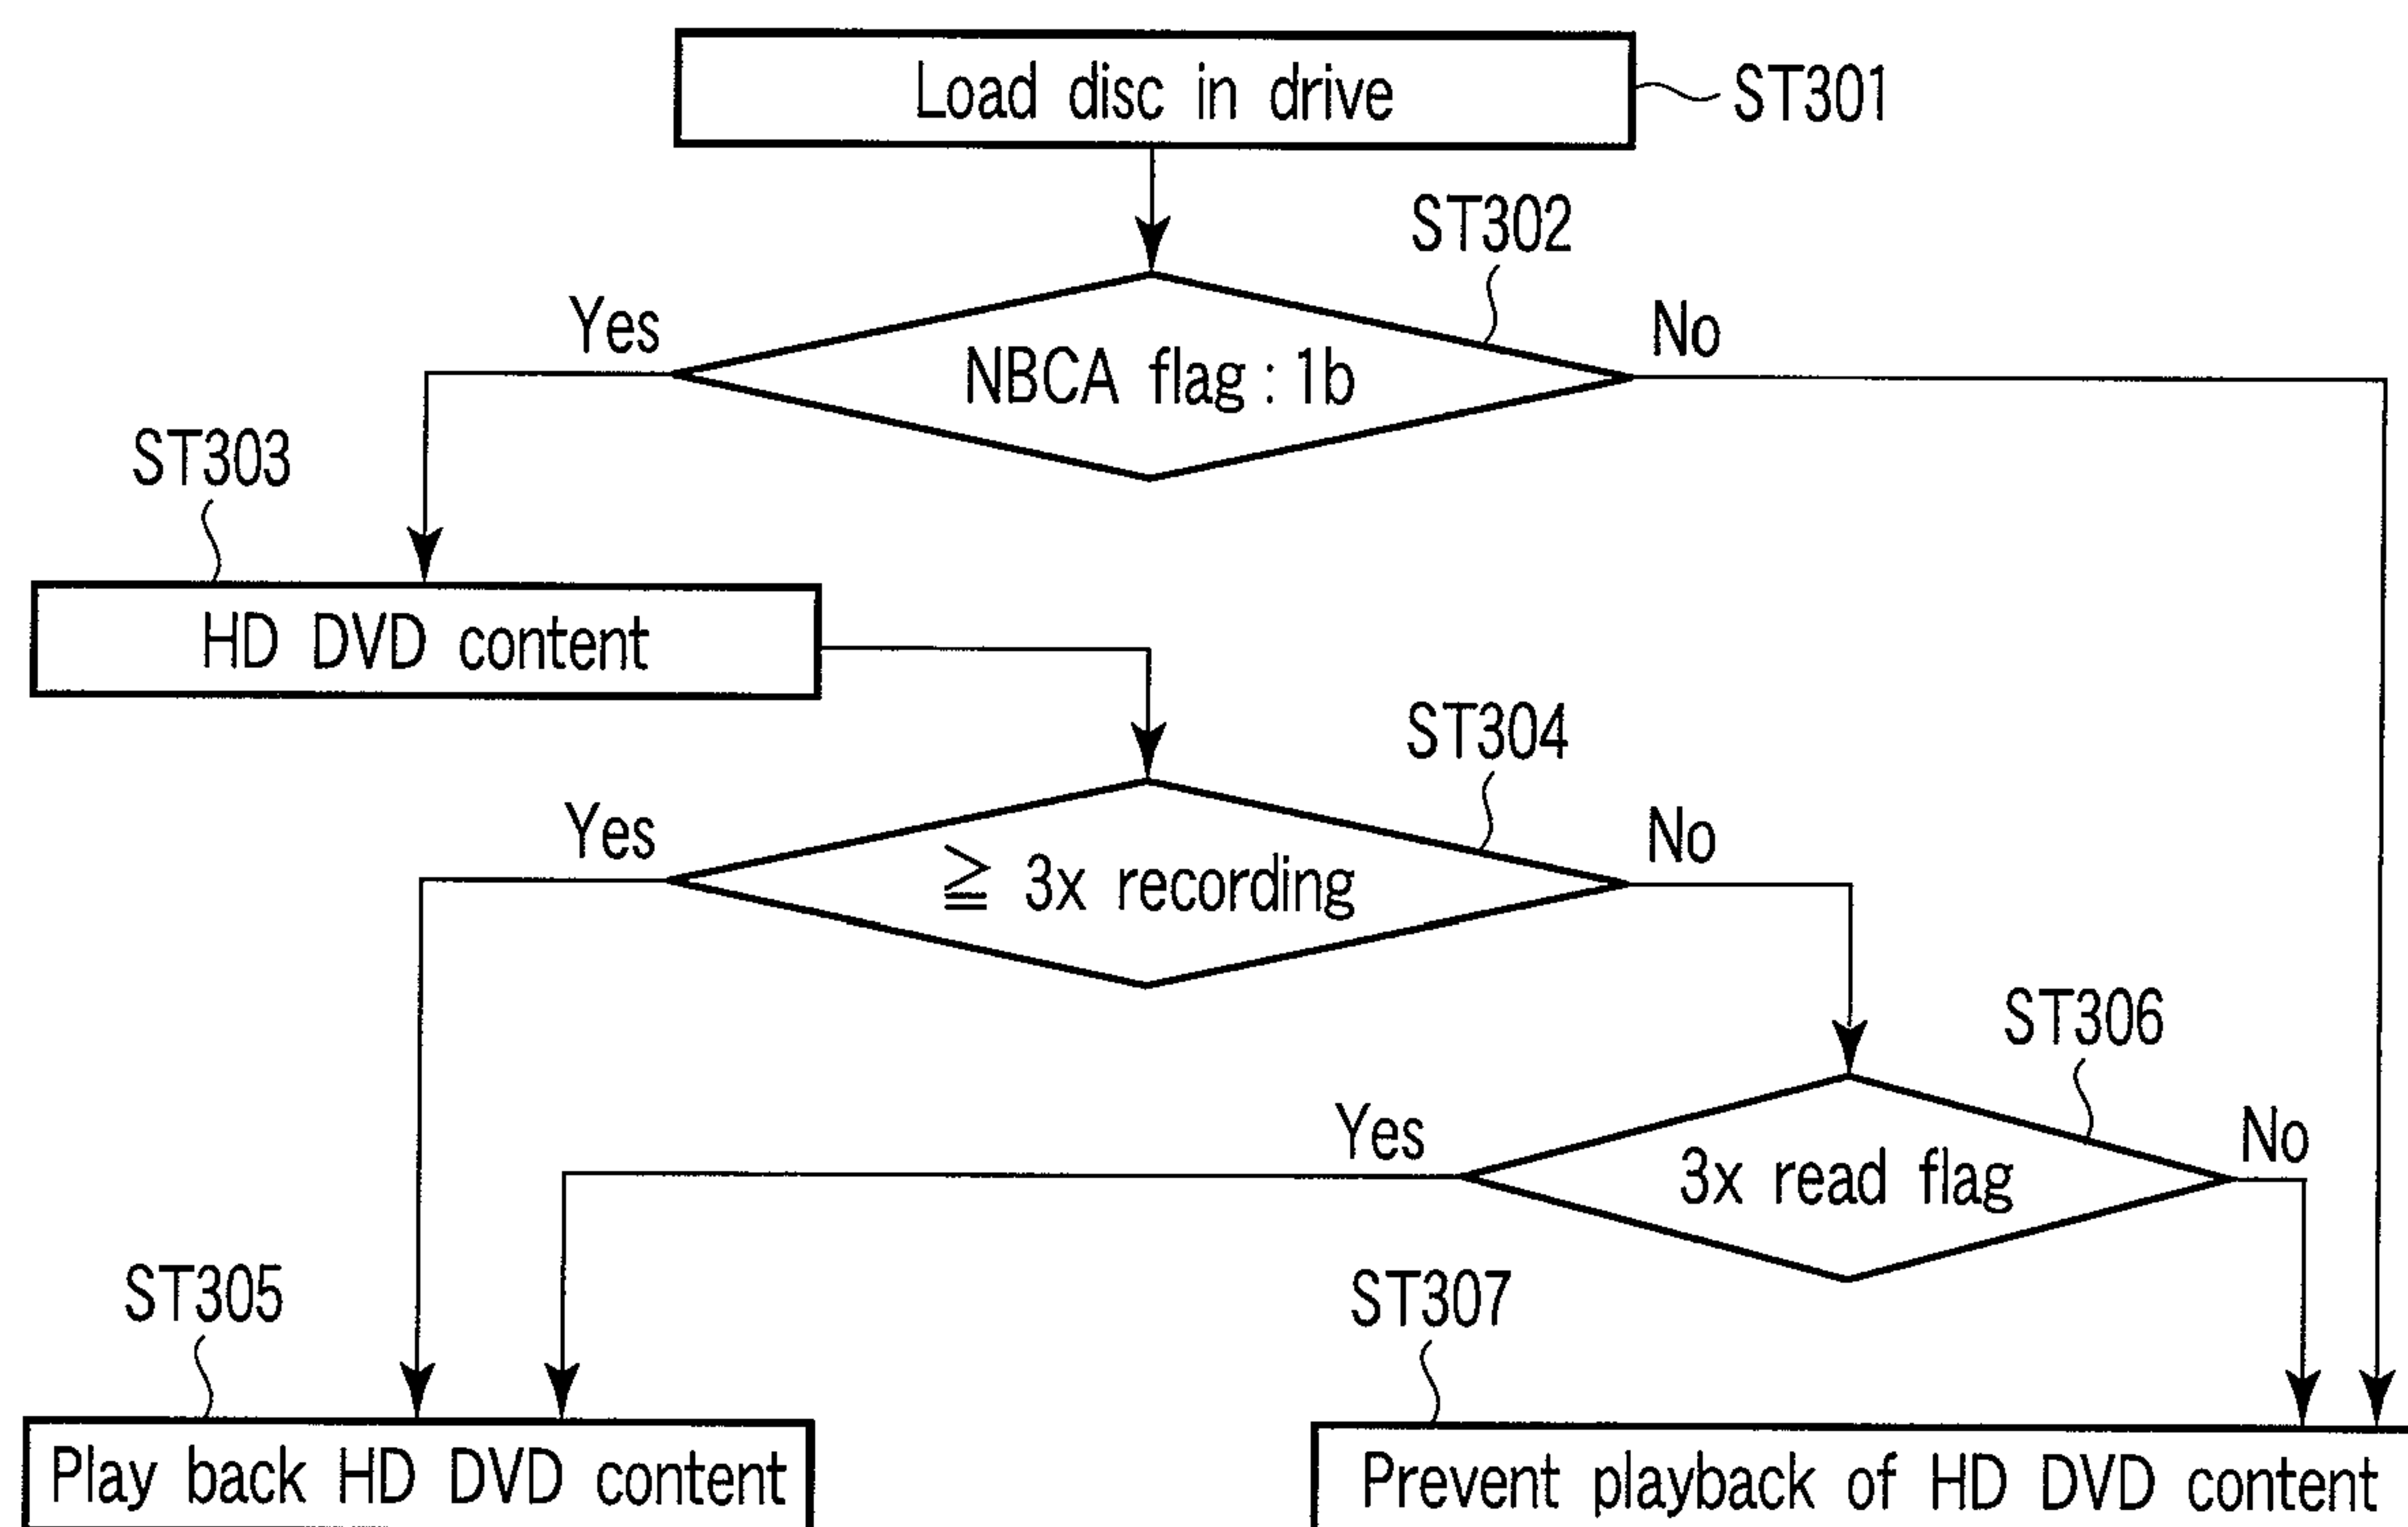 Load disc in drive
ST301
ST302
Yes
No
NBCA flag : 1b
ST303
HD DVD content
ST304
Yes
No
≧ 3x recording
ST306
Yes
No
3x read flag
ST305
ST307
Play back HD DVD content
Prevent playback of HD DVD content